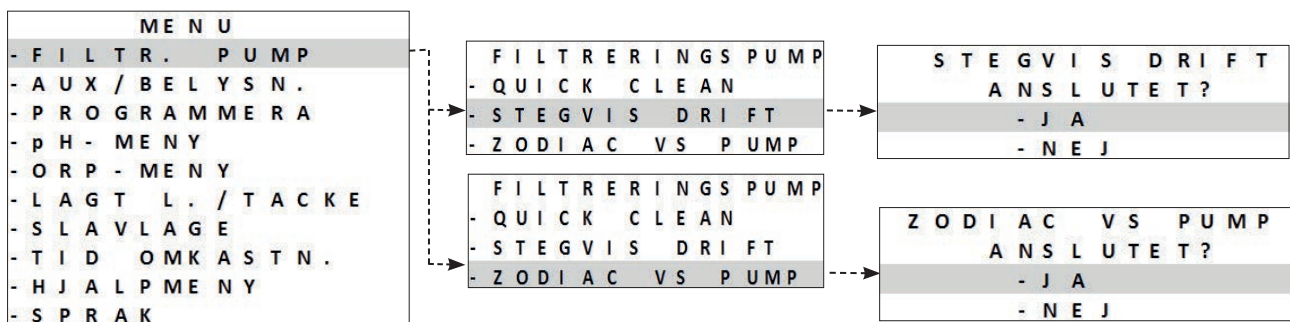 MENU
-FILTR. PUMP
-AUX/BELYSN.
-PROGRAMMERA
-pH-MENY
-ORP-MENY
-LAGT L./TACKE
-SLAVLAGE
-TID OMKASTN.
-HJALPMENY
-SPRAK
FILTRERINGSPUMP
- QUICK CLEAN
- STEGVIS DRIFT
- ZODIAC VS PUMP
FILTRERINGSPUMP
- QUICK CLEAN
- STEGVIS DRIFT
- ZODIAC VS PUMP
STEGVIS DRIFT
ANSLUTET?
-JA
-NEJ
ZODIAC VS PUMP
ANSLUTET?
-JA
-NEJ